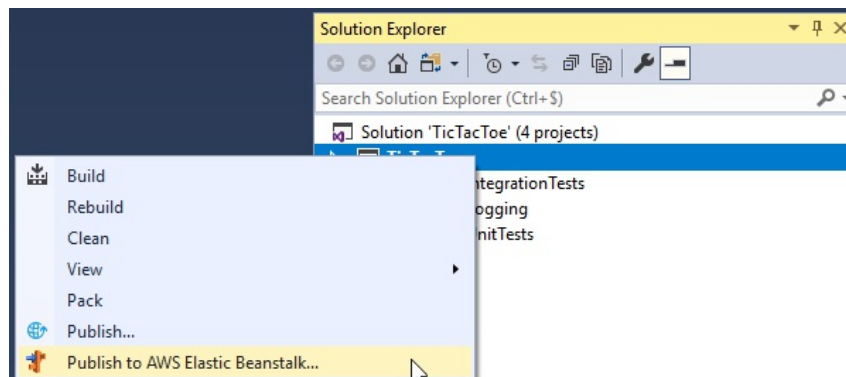 Solution Explorer
Search Solution Explorer (Ctrl+$)
Solution 'TicTacToe' (4 projects)
Build
Rebuild
Clean
View
Pack
Publish...
Publish to AWS Elastic Beanstalk...
ntegrationTests
ogging
nitTests